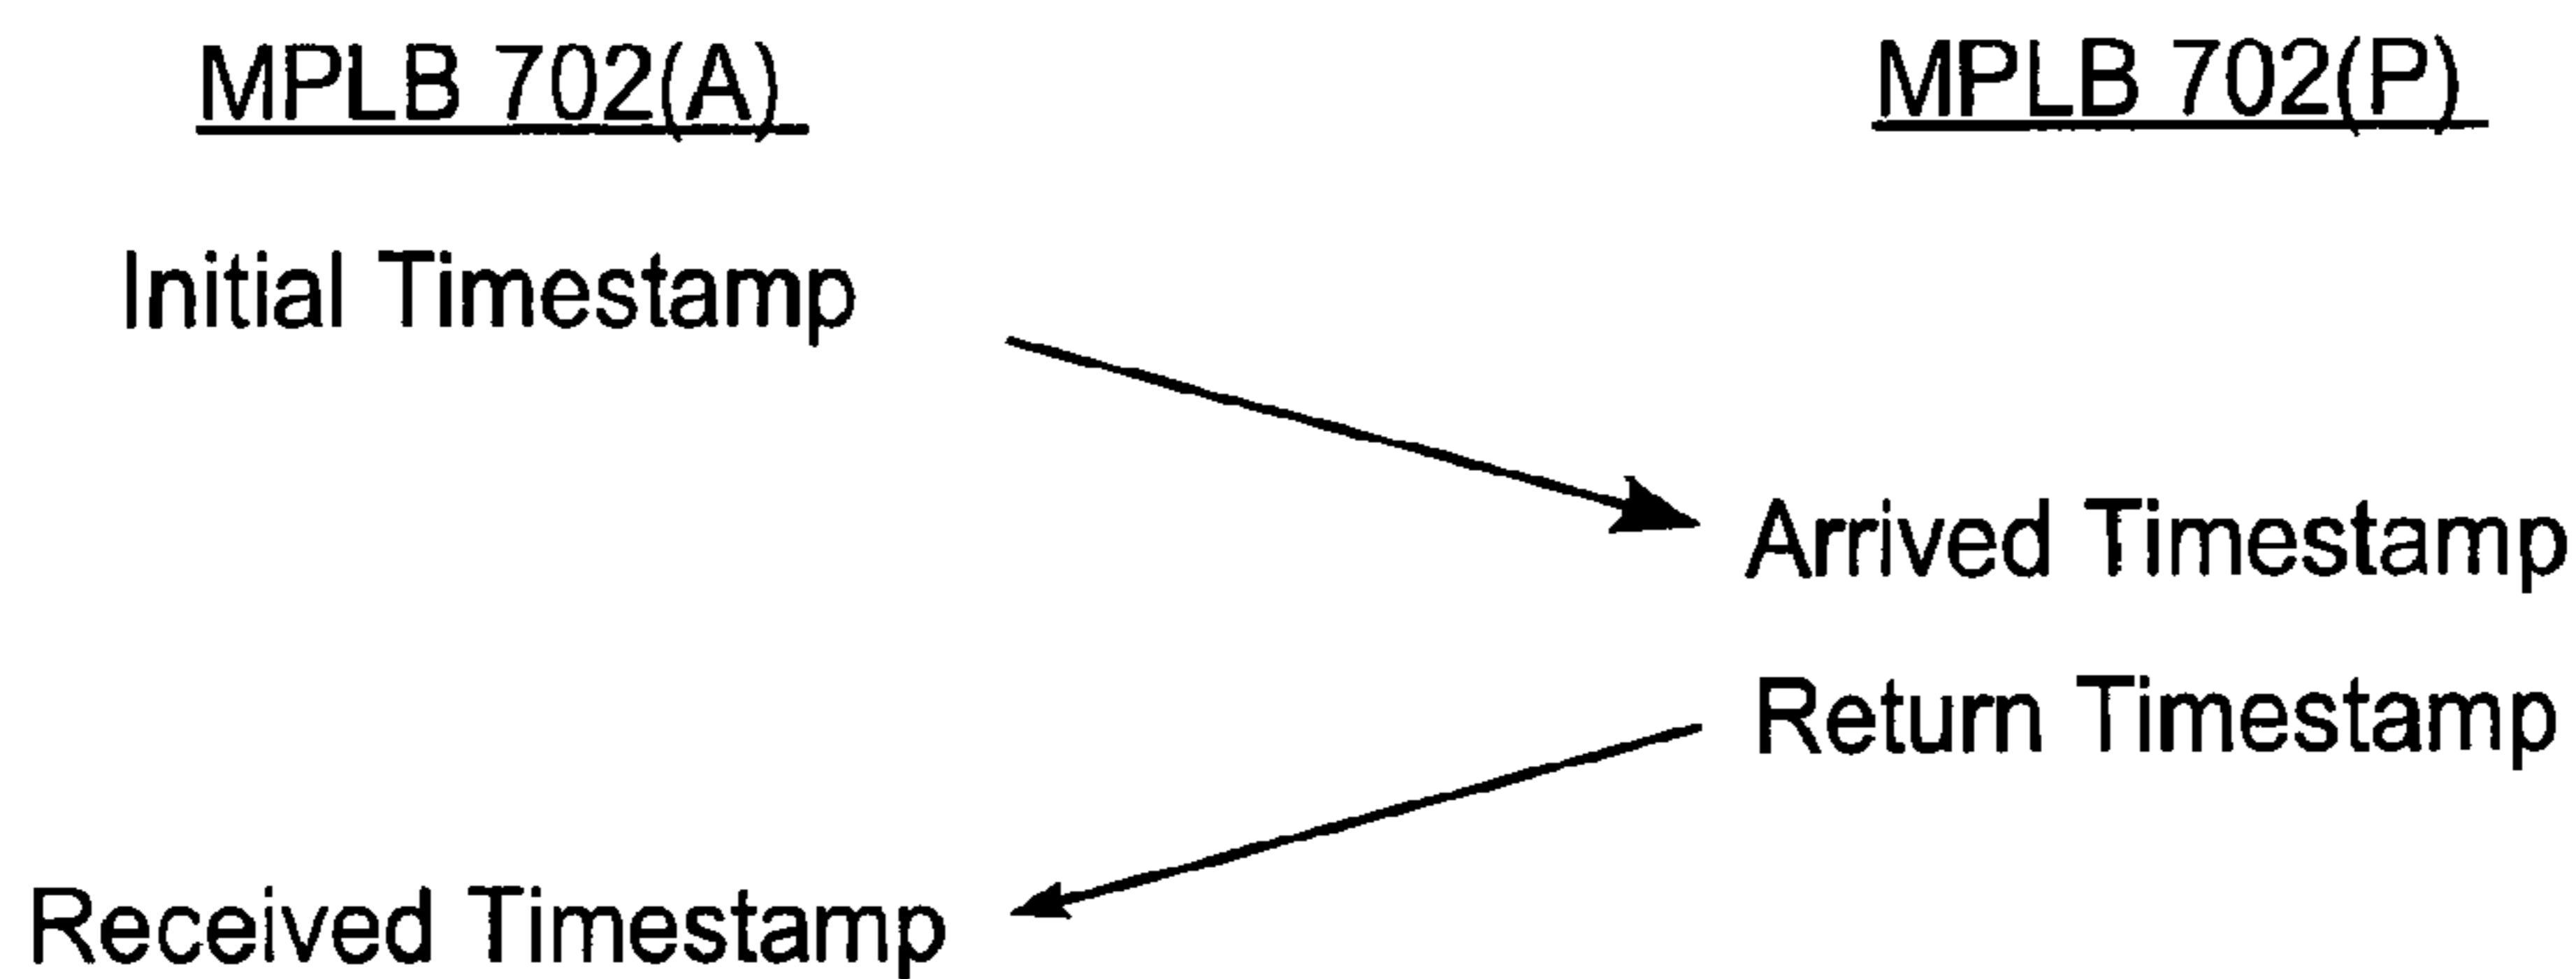 MPLB 702(A)
MPLB 702(P)
Initial Timestamp
Arrived Timestamp
Return Timestamp
Received Timestamp